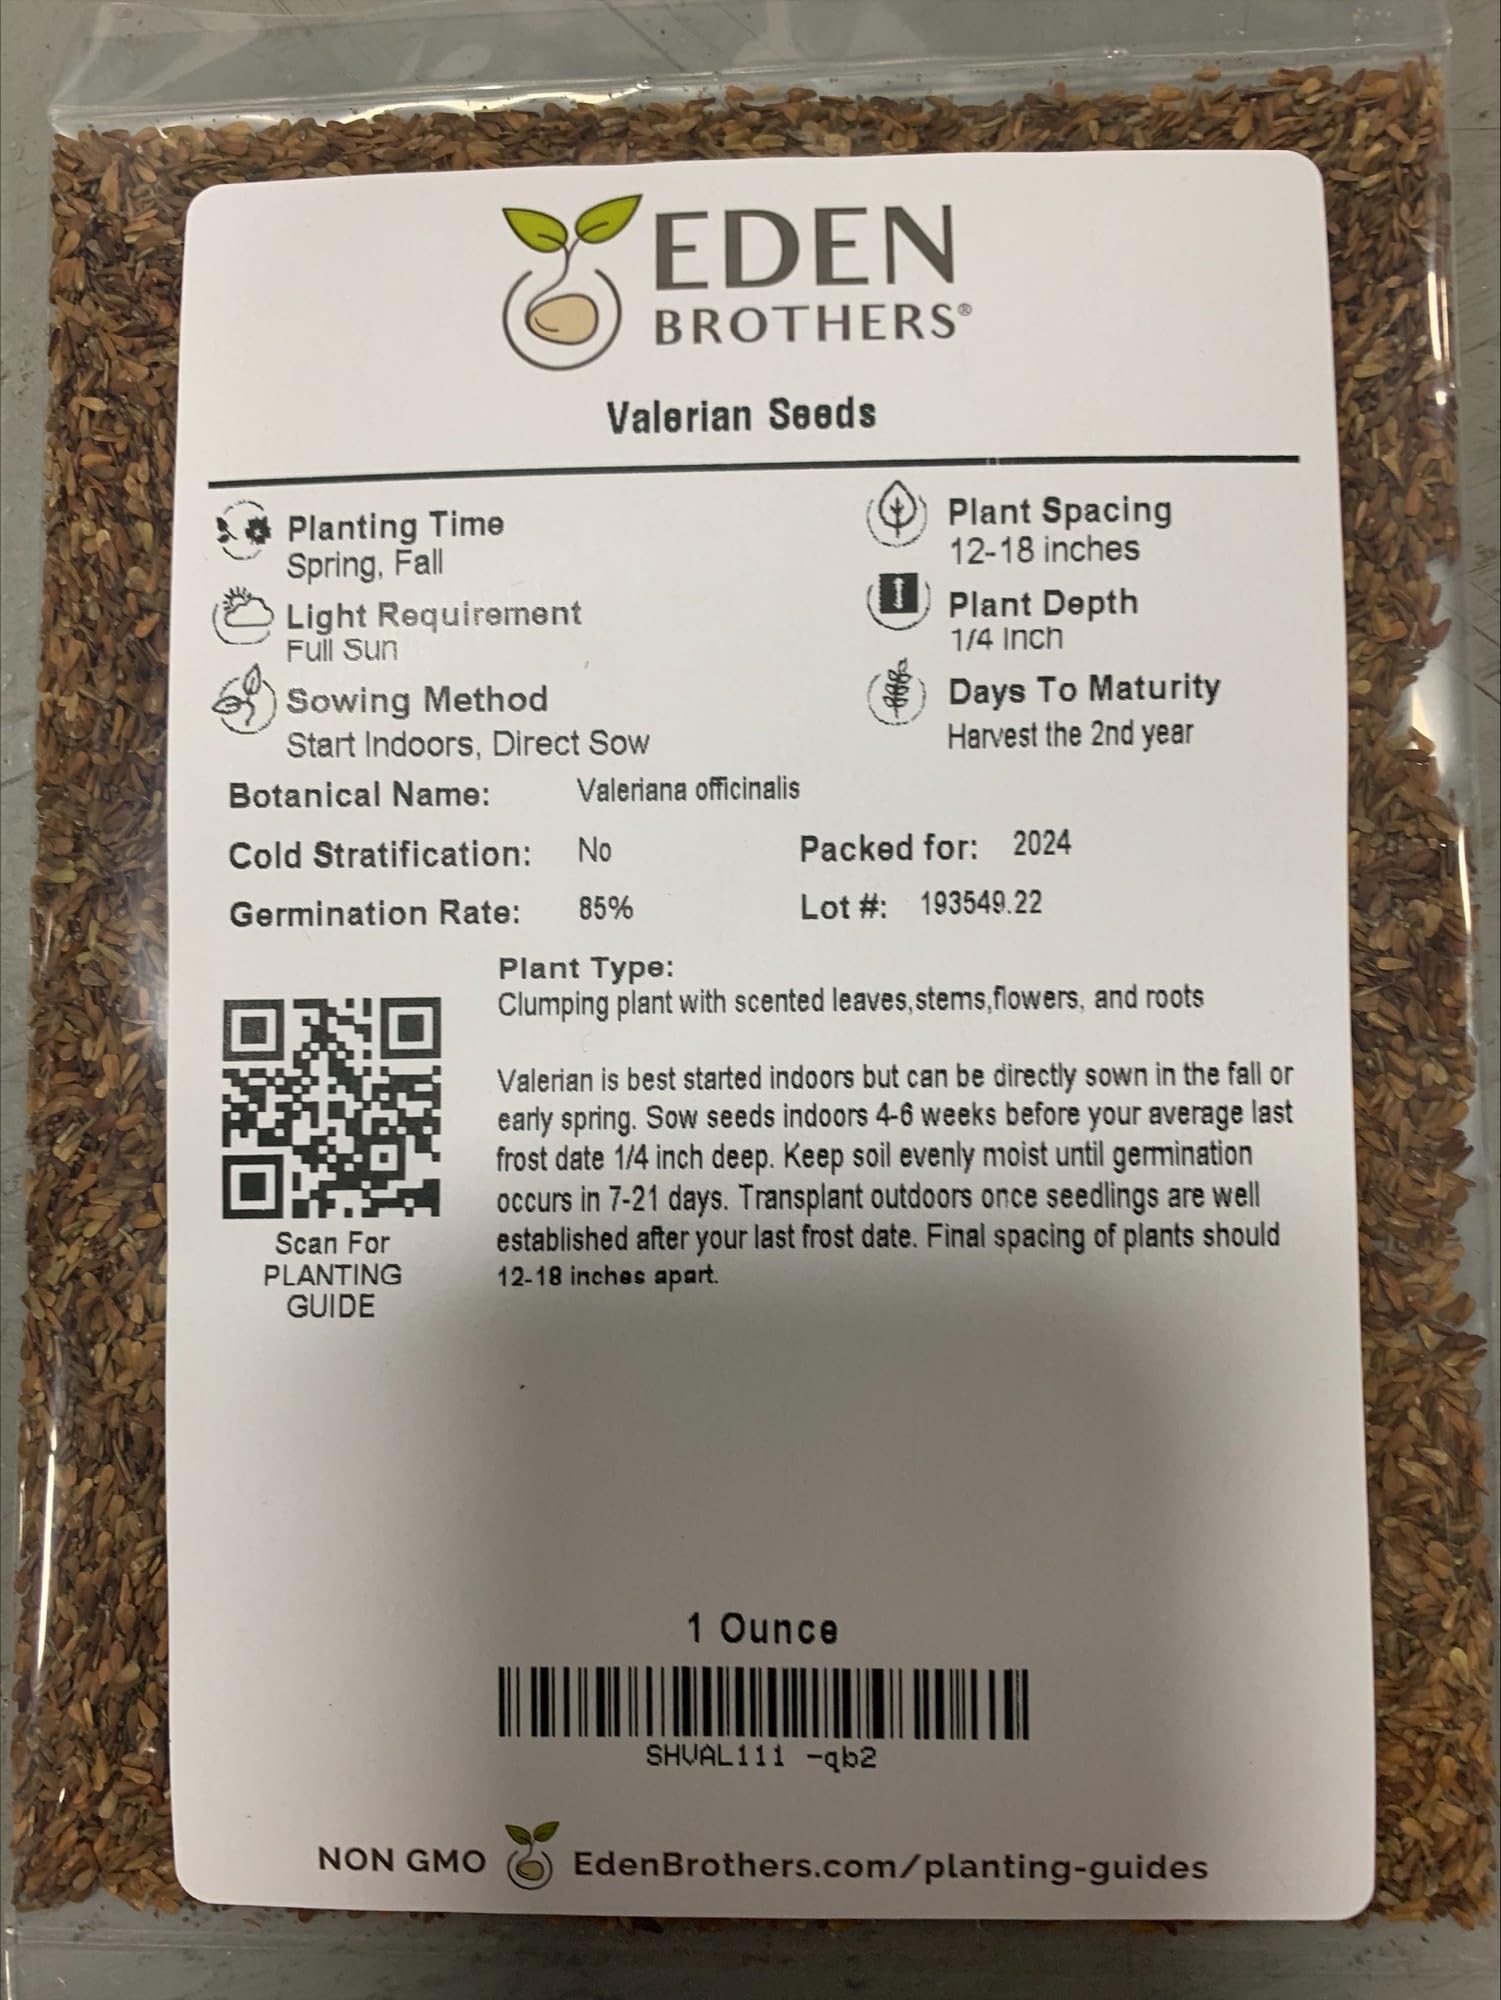 EDEN
BROTHERS®
Valerian Seeds
Planting Time
Spring, Fall
Light Requirement
Full Sun
Sowing Method
Start Indoors, Direct Sow
Plant Spacing
12-18 inches
Plant Depth
1/4 Inch
Days To Maturity
Harvest the 2nd year
Botanical Name: Valeriana officinalis
Cold Stratification: No Packed for: 2024
Germination Rate: 85% Lot #: 193549.22
Plant Type:
Clumping plant with scented leaves,stems,flowers, and roots
Valerian is best started indoors but can be directly sown in the fall or
early spring. Sow seeds indoors 4-6 weeks before your average last
frost date 1/4 inch deep. Keep soil evenly moist until germination
occurs in 7-21 days. Transplant outdoors once seedlings are well
established after your last frost date. Final spacing of plants should
12-18 inches apart.
Scan For
PLANTING
GUIDE
1 Ounce
SHVAL111 -qb2
NON GMO EdenBrothers.com/planting-guides